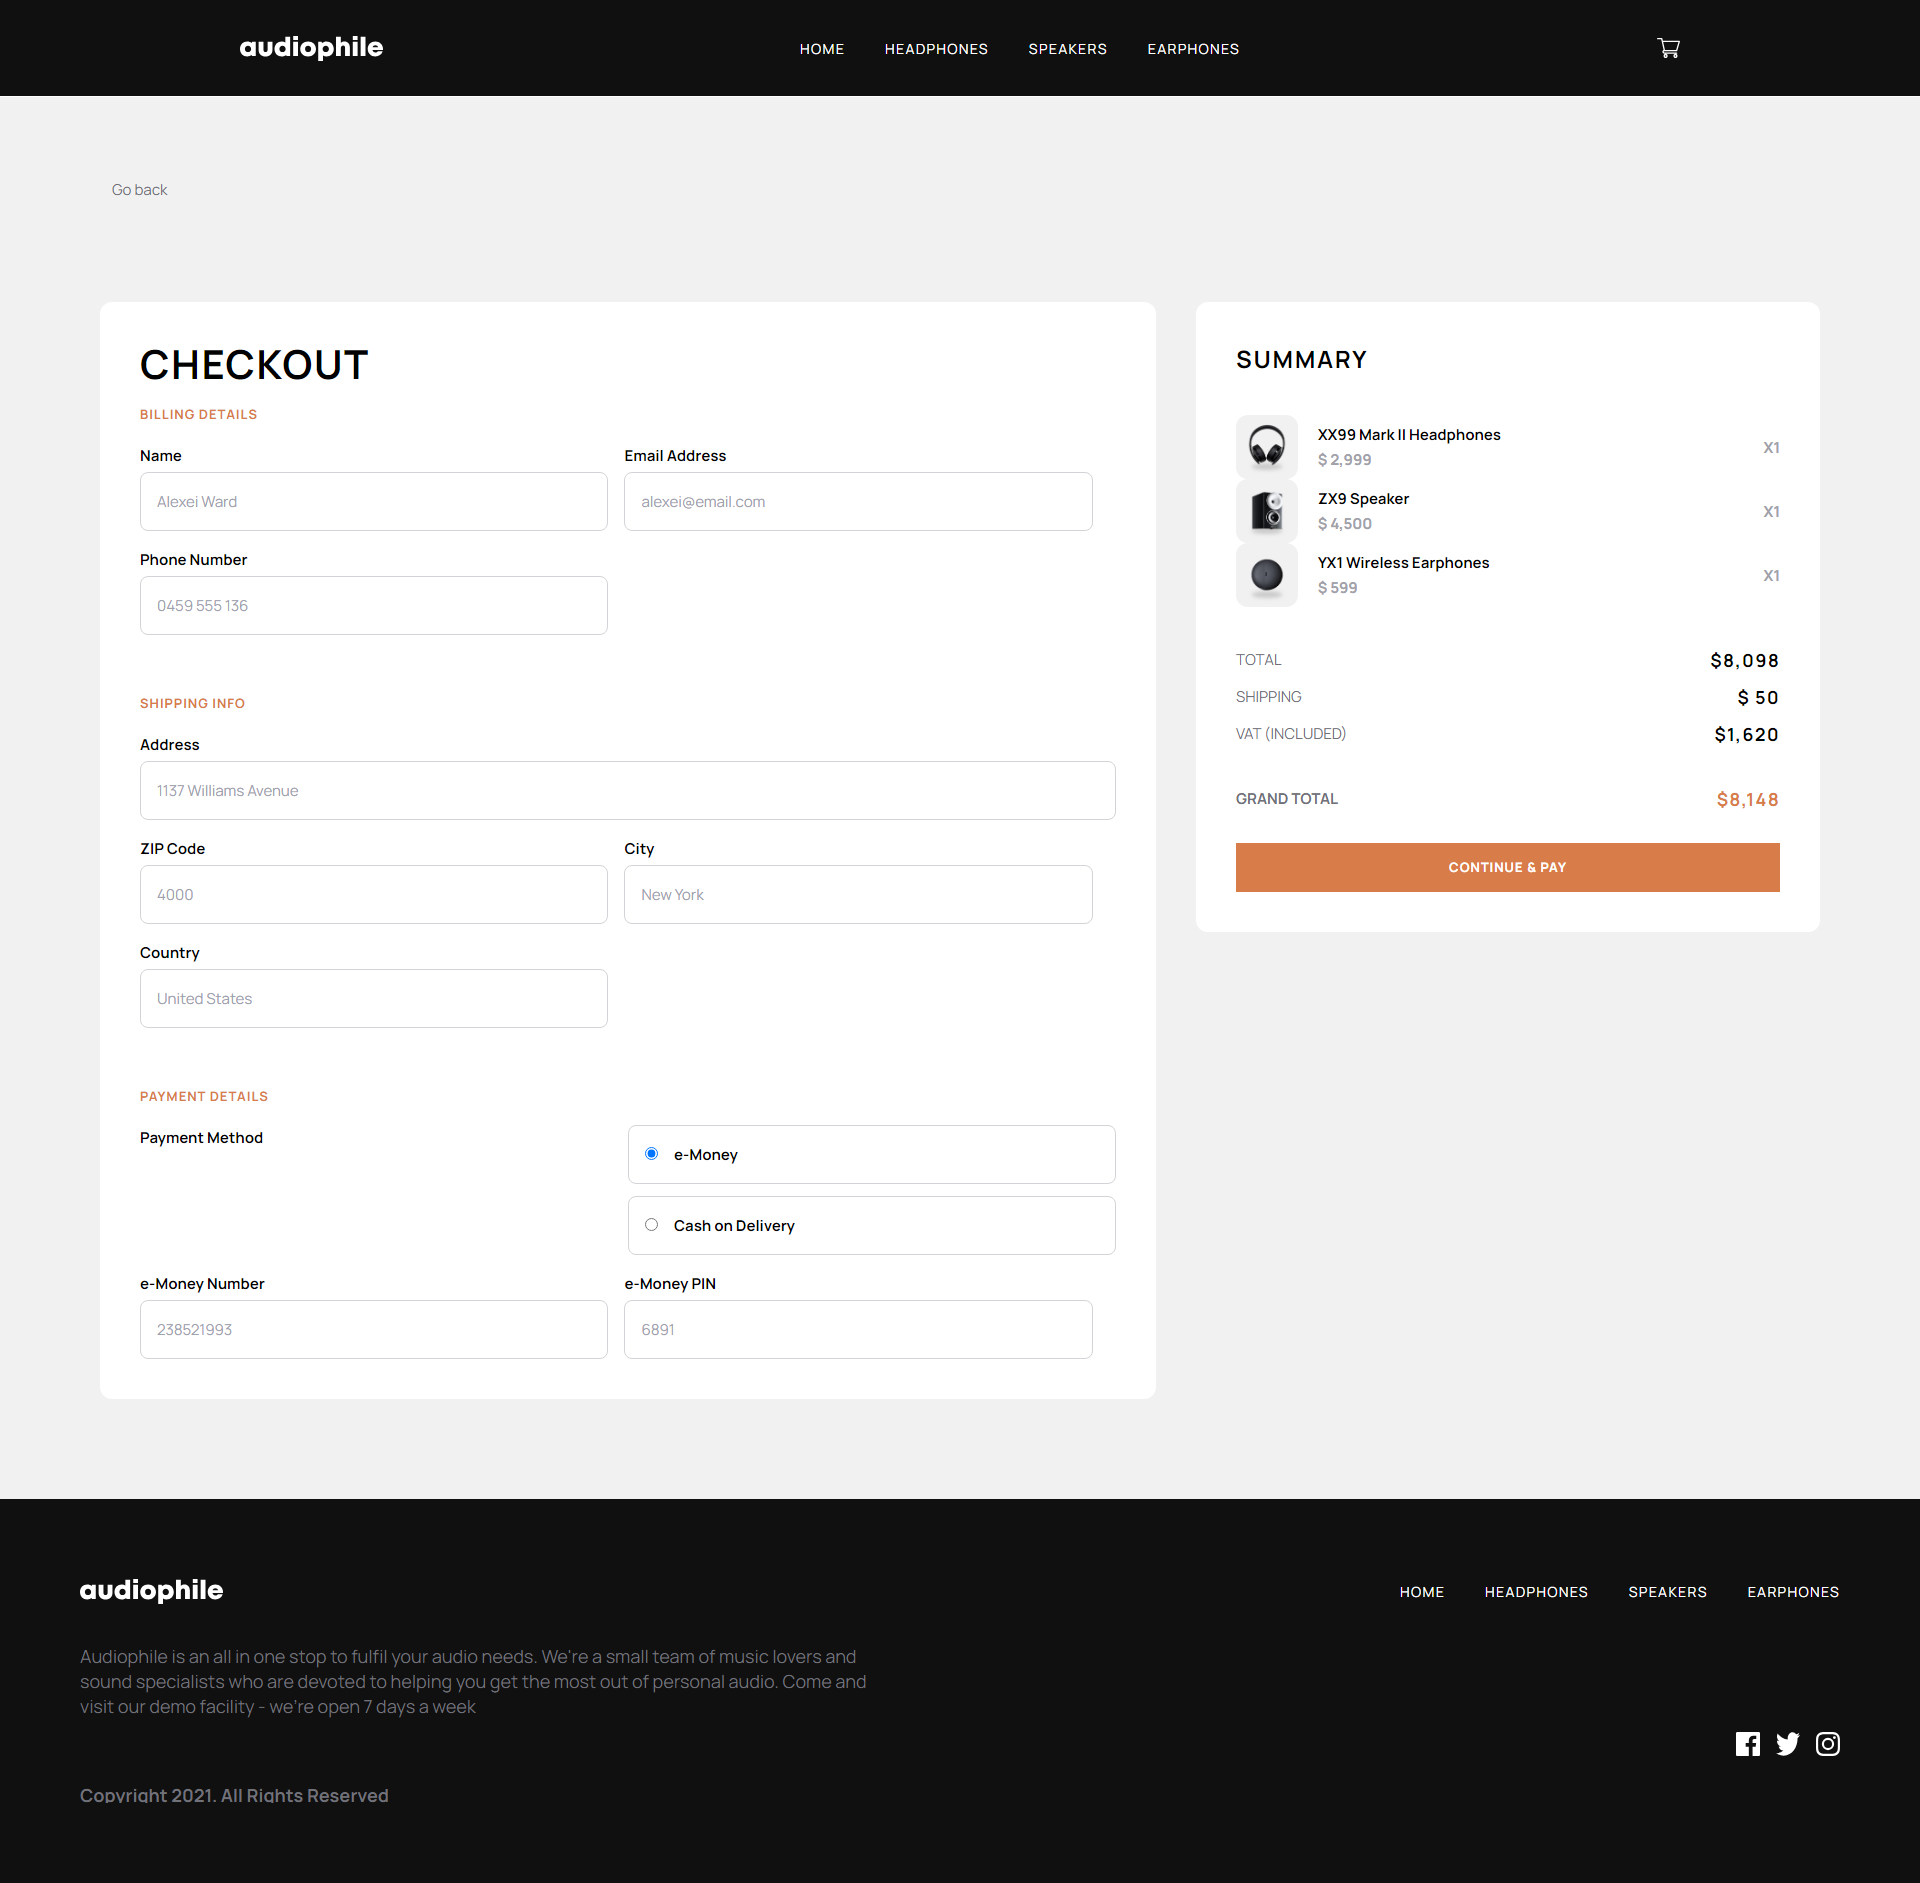 audiophile
HOME HEADPHONES SPEAKERS EARPHONES
Go back
CHECKOUT
BILLING DETAILS
Name Email Address
Alexei Ward alexei@email.com
Phone Number
0459 555 136
SHIPPING INFO
Address
1137 Williams Avenue
ZIP Code City
4000 New York
Country
United States
PAYMENT DETAILS
Payment Method
e-Money
Cash on Delivery
e-Money Number e-Money PIN
238521993 6891
SUMMARY
XX99 Mark II Headphones
$ 2,999
X1
ZX9 Speaker
$ 4,500
X1
YX1 Wireless Earphones
$ 599
X1
TOTAL $8,098
SHIPPING $ 50
VAT (INCLUDED) $1,620
GRAND TOTAL $8,148
CONTINUE & PAY
audiophile
HOME HEADPHONES SPEAKERS EARPHONES
Audiophile is an all in one stop to fulfil your audio needs. We're a small team of music lovers and
sound specialists who are devoted to helping you get the most out of personal audio. Come and
visit our demo facility - we're open 7 days a week
Copyright 2021. All Rights Reserved